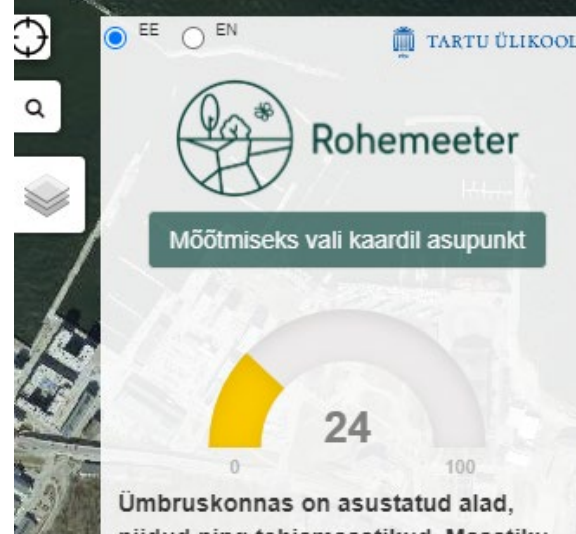 EE EN TARTU ÜLIKOOL
Rohemeeter
Mõõtmiseks vali kaardil asupunkt
24
0 100
Ümbruskonnas on asustatud alad,